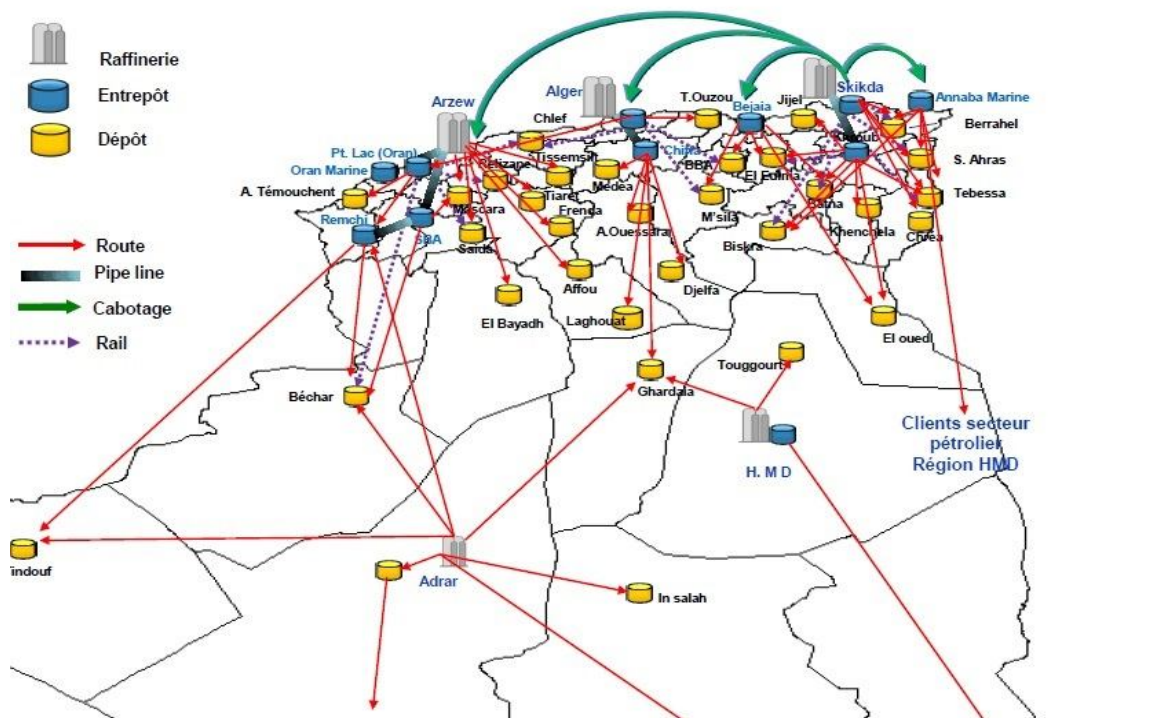 Raffinerie
Entrepôt
Dépôt
Route
Pipe line
Cabotage
Rail
Arzew
Alger
Skikda
T.Ouzou
Bejaia
Jijel
Annaba Marine
Berrahel
Chlef
Pt. Lac (Oran)
Oran Marine
Tissemsilt
BBA
El Eulma
S. Ahras
A. Témouchent
Médéa
Tiaret
Tebessa
Mascara
Frenda
M'sila
Batna
Remchi
SBA
Saida
A.Ouessara
Biskra
Khenchela
Affou
Djelfa
El Bayadh
Laghouat
El oued
Touggourt
Béchar
Ghardaia
Clients secteur
pétrolier
Région HMD
H. M D
indouf
Adrar
In salah